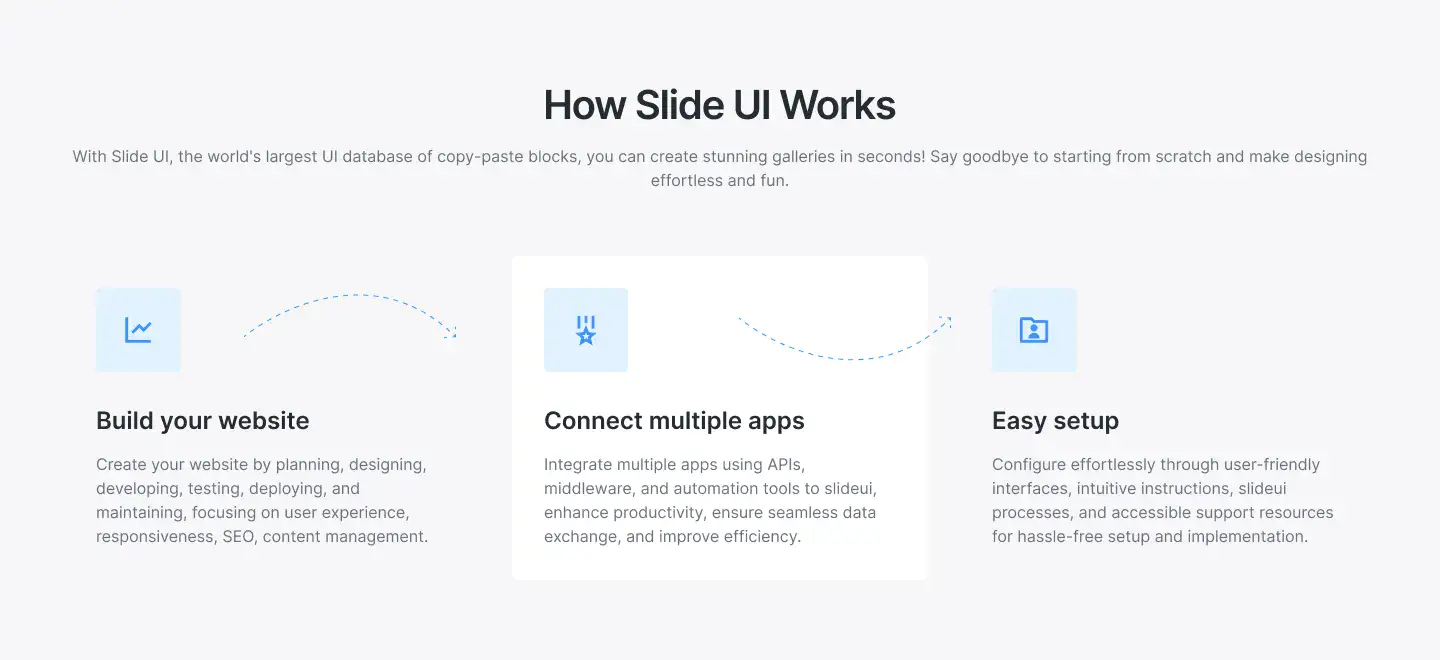 How Slide UI Works
With Slide UI, the world's largest UI database of copy-paste blocks, you can create stunning galleries in seconds! Say goodbye to starting from scratch and make designing
effortless and fun.
Build your website
Create your website by planning, designing,
developing, testing, deploying, and
maintaining, focusing on user experience,
responsiveness, SEO, content management.
Connect multiple apps
Integrate multiple apps using APIs,
middleware, and automation tools to slideui,
enhance productivity, ensure seamless data
exchange, and improve efficiency.
Easy setup
Configure effortlessly through user-friendly
interfaces, intuitive instructions, slideui
processes, and accessible support resources
for hassle-free setup and implementation.